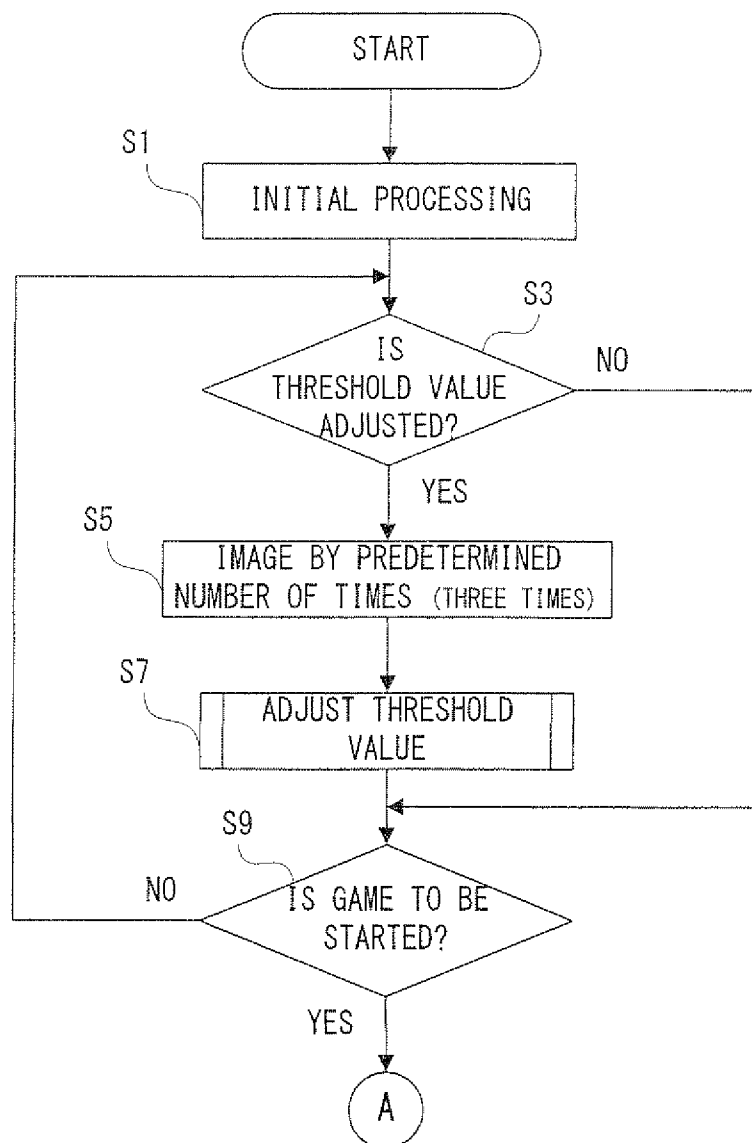 START
S1
INITIAL PROCESSING
S3
IS
THRESHOLD VALUE
ADJUSTED?
NO
YES
S5
IMAGE BY PREDETERMINED
NUMBER OF TIMES (THREE TIMES)
S7
ADJUST THRESHOLD
VALUE
S9
NO
IS GAME TO BE
STARTED?
YES
A